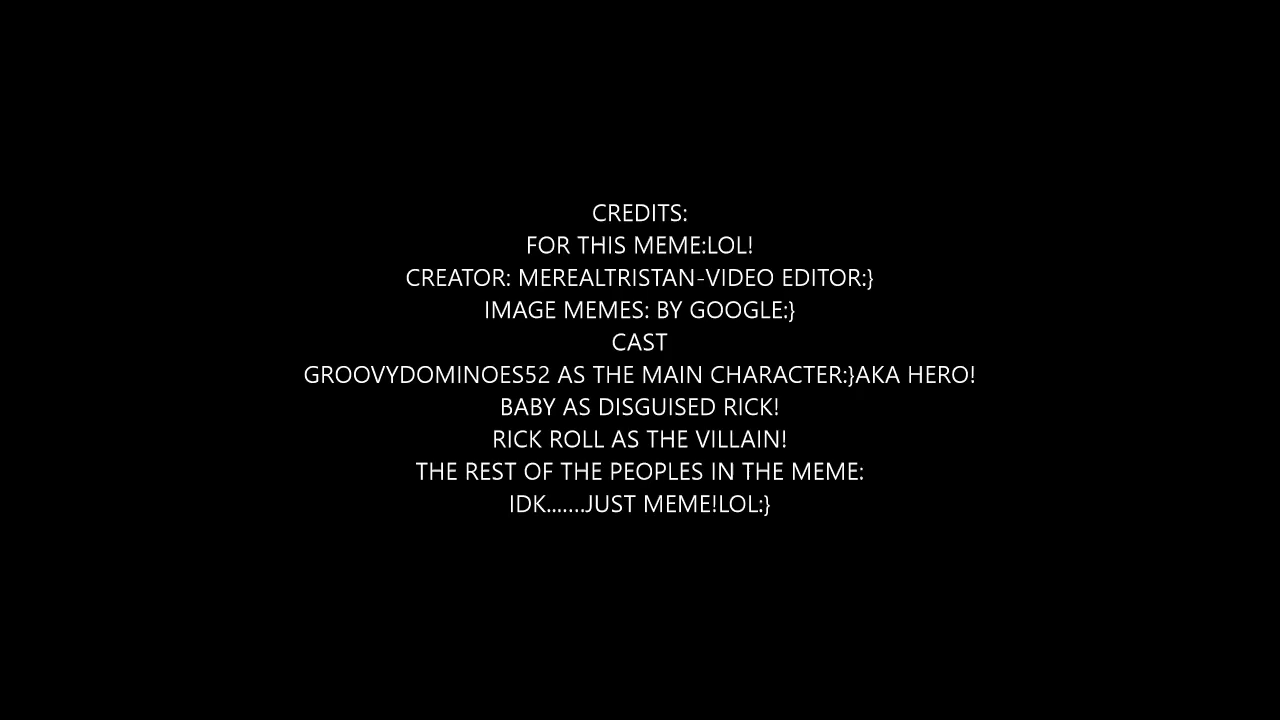 CREDITS:
FOR THIS MEME:LOL!
CREATOR: MEREALTRISTAN-VIDEO EDITOR:}
IMAGE MEMES: BY GOOGLE:}
CAST
GROOVYDOMINOES52 AS THE MAIN CHARACTER:}AKA HERO!
BABY AS DISGUISED RICK!
RICK ROLL AS THE VILLAIN!
THE REST OF THE PEOPLES IN THE MEME:
IDK.......JUST MEME!LOL:}